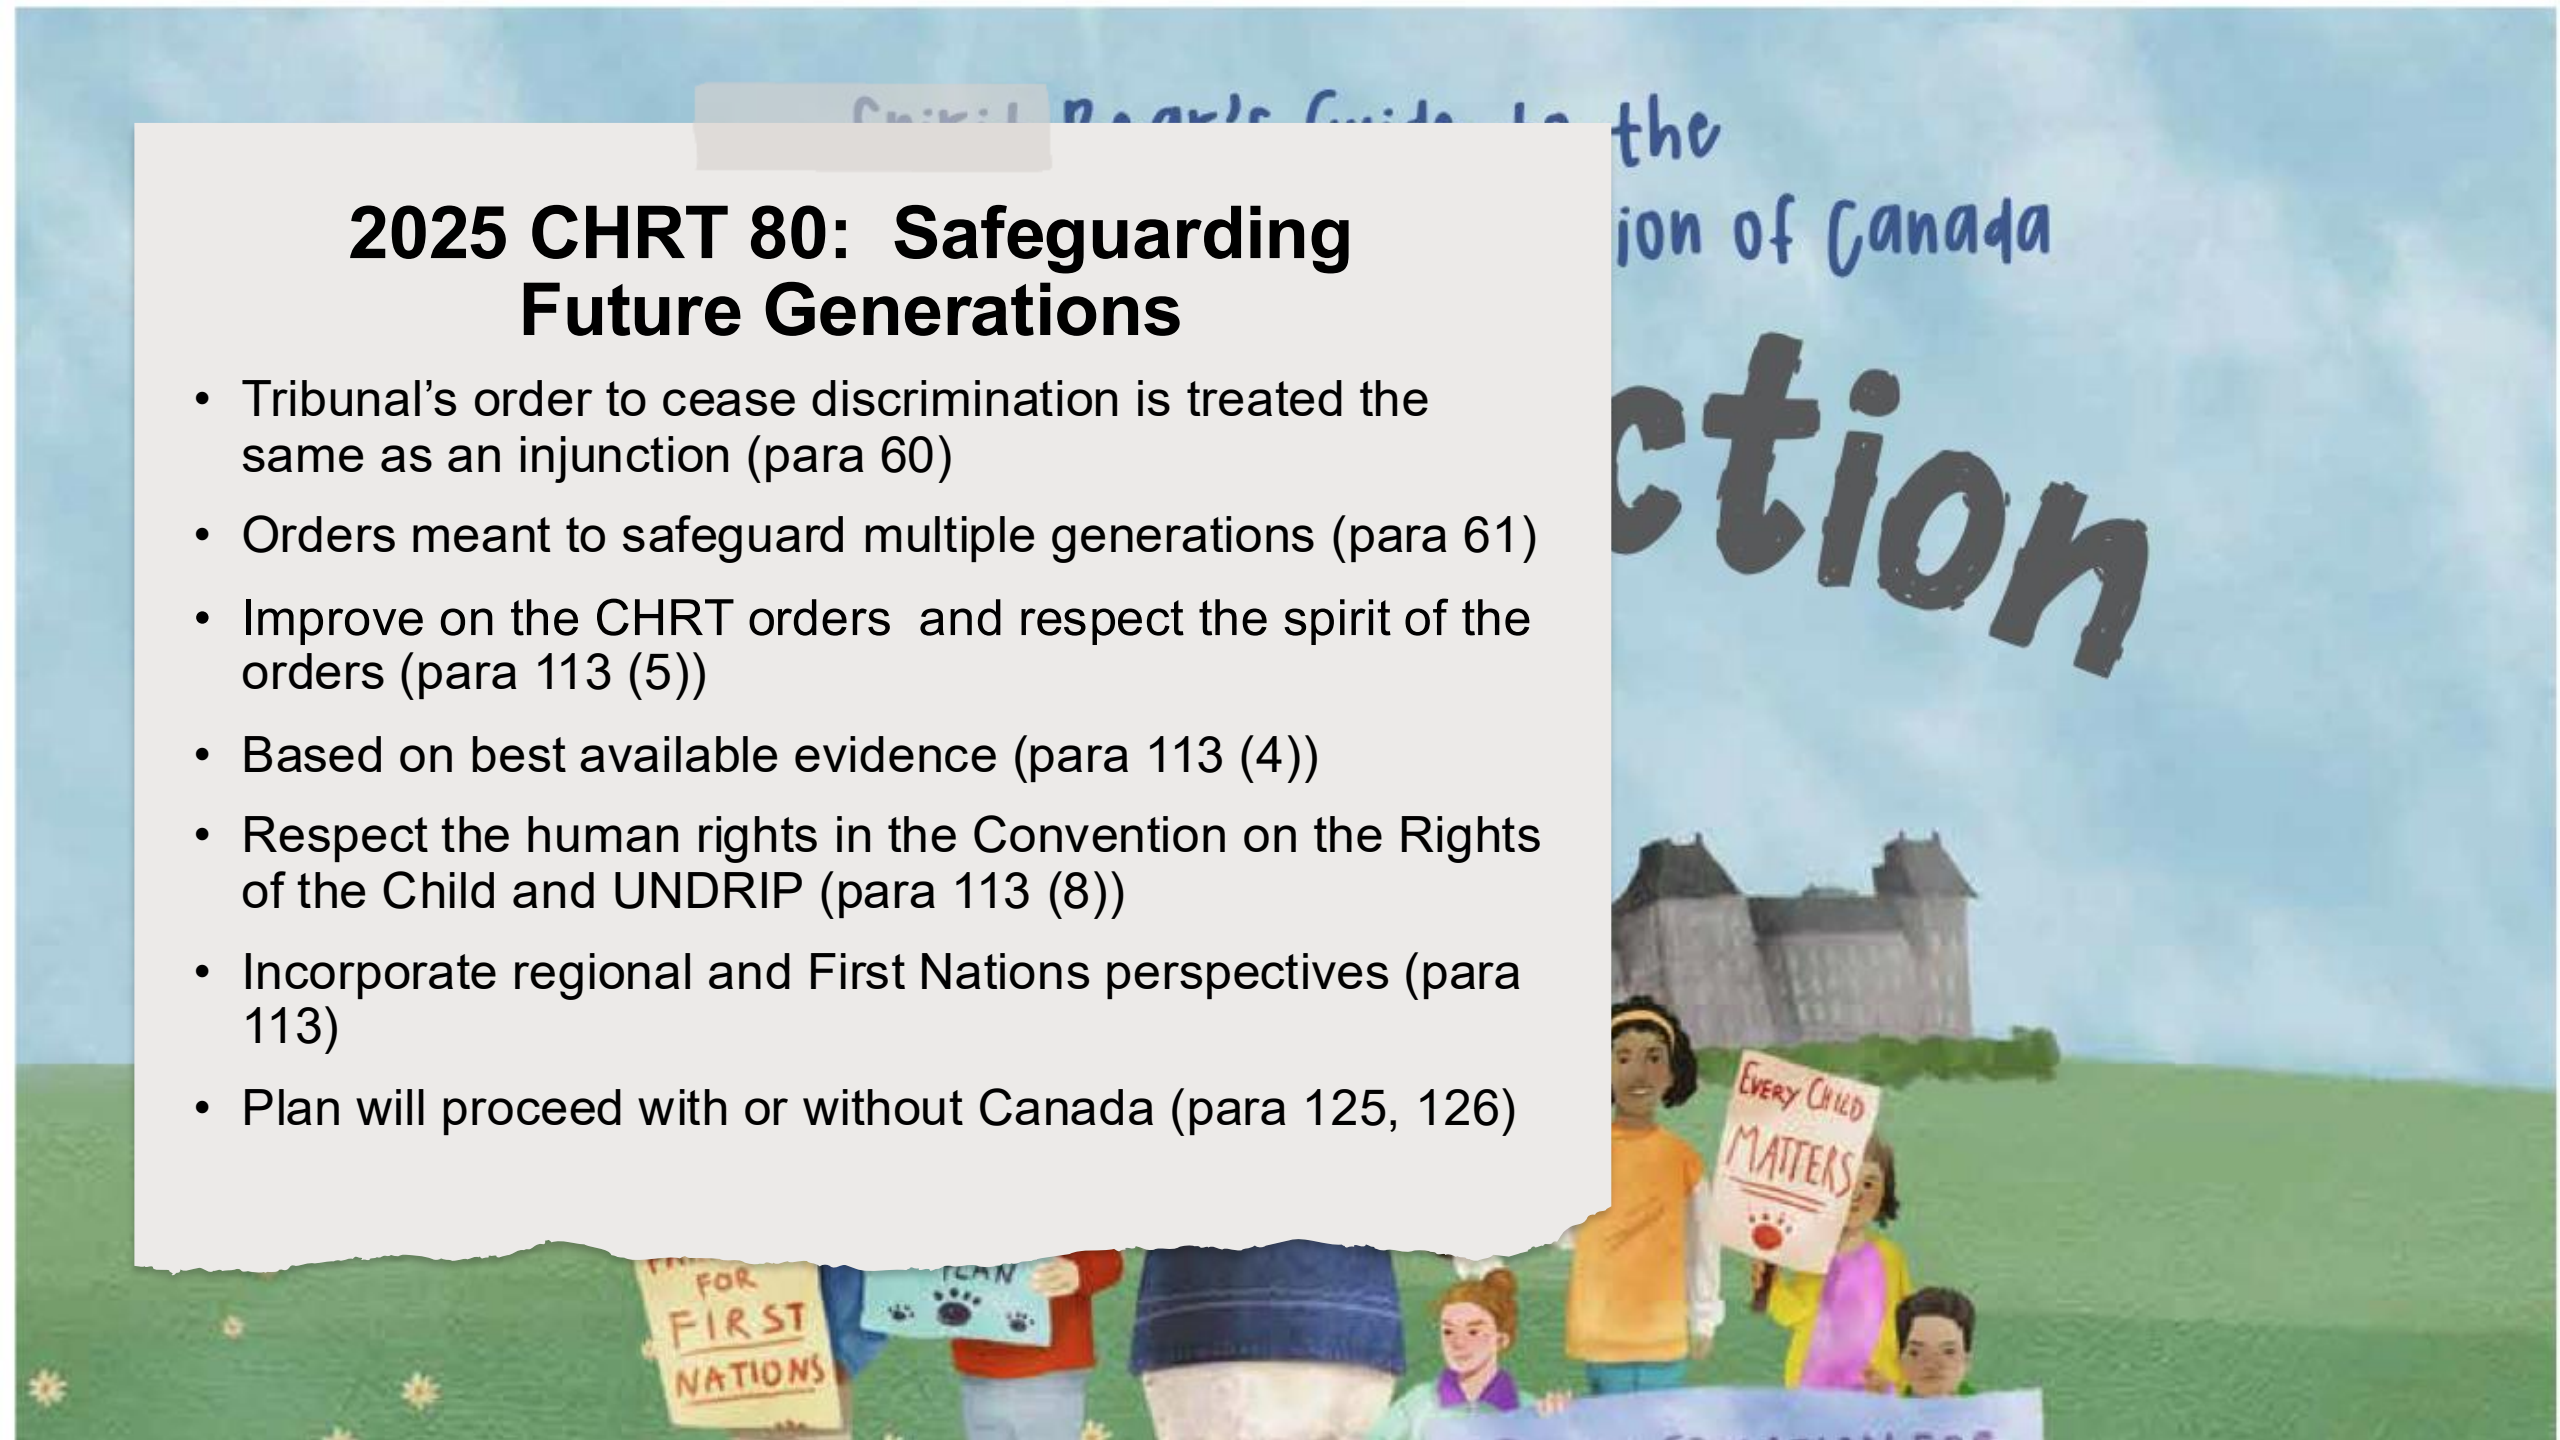 Spirit Bear's Guide to the
ion of Canada
ction
2025 CHRT 80:  Safeguarding
Future Generations
• Tribunal’s order to cease discrimination is treated the
same as an injunction (para 60)
• Orders meant to safeguard multiple generations (para 61)
• Improve on the CHRT orders  and respect the spirit of the
orders (para 113 (5))
• Based on best available evidence (para 113 (4))
• Respect the human rights in the Convention on the Rights
of the Child and UNDRIP (para 113 (8))
• Incorporate regional and First Nations perspectives (para
113)
• Plan will proceed with or without Canada (para 125, 126)
EVERY CHILD
MATTERS
FOR
FIRST
NATIONS
PLAN